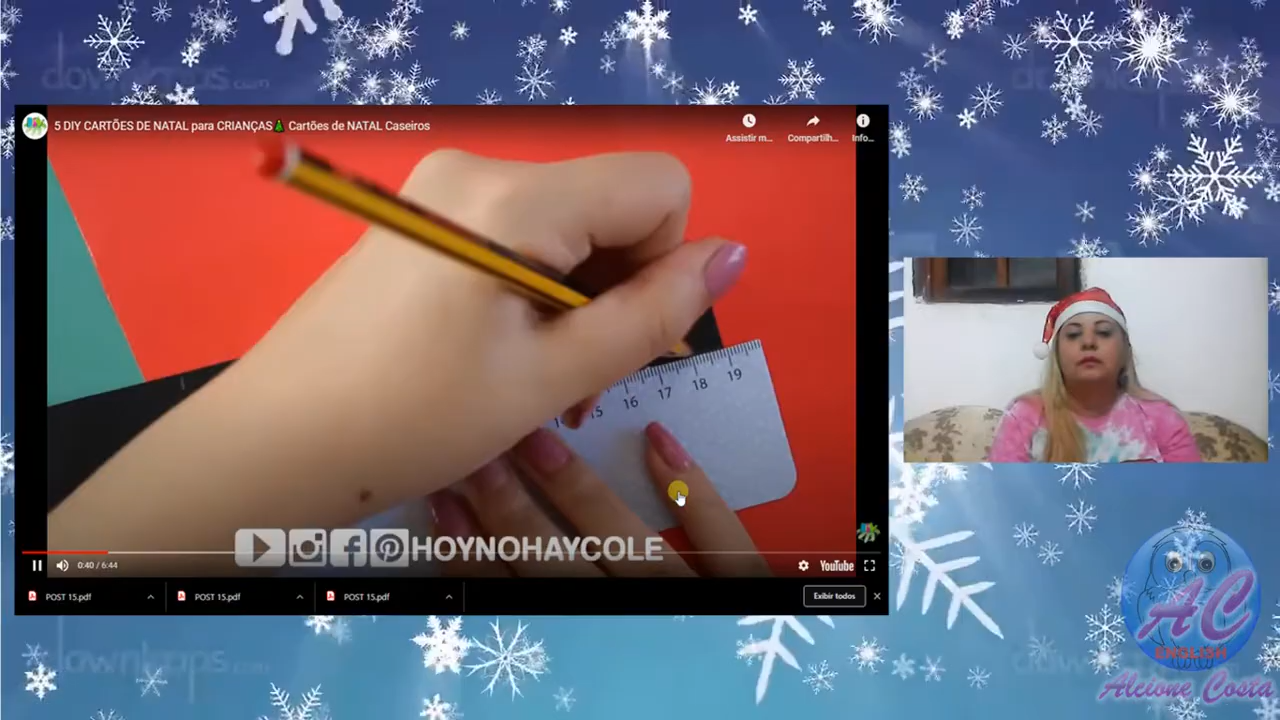 5 DIY CARTÕES DE NATAL para CRIANÇAS🎄 Cartões de NATAL Caseiros
Assistir m...
Compartilh...
Info...
15 16 17 18 19
HOYNOHAYCOLE
0:40 / 6:44
YouTube
POST 15.pdf
POST 15.pdf
POST 15.pdf
Exibir todos
AC
ENGLISH
Alcione Costa